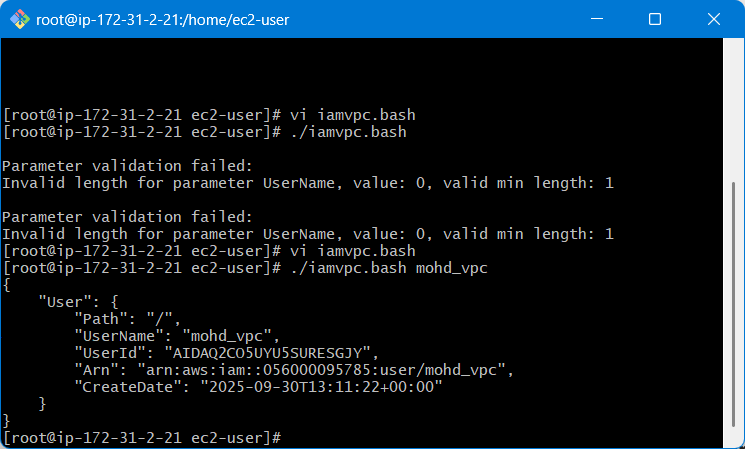 root@ip-172-31-2-21:/home/ec2-user
[root@ip-172-31-2-21 ec2-user]# vi iamvpc.bash
[root@ip-172-31-2-21 ec2-user]# ./iamvpc.bash
Parameter validation failed:
Invalid length for parameter UserName, value: 0, valid min length: 1
Parameter validation failed:
Invalid length for parameter UserName, value: 0, valid min length: 1
[root@ip-172-31-2-21 ec2-user]# vi iamvpc.bash
[root@ip-172-31-2-21 ec2-user]# ./iamvpc.bash mohd_vpc
{
    "User": {
        "Path": "/",
        "UserName": "mohd_vpc",
        "UserId": "AIDAQ2CO5UYU5SURESGJY",
        "Arn": "arn:aws:iam::056000095785:user/mohd_vpc",
        "CreateDate": "2025-09-30T13:11:22+00:00"
    }
}
[root@ip-172-31-2-21 ec2-user]#